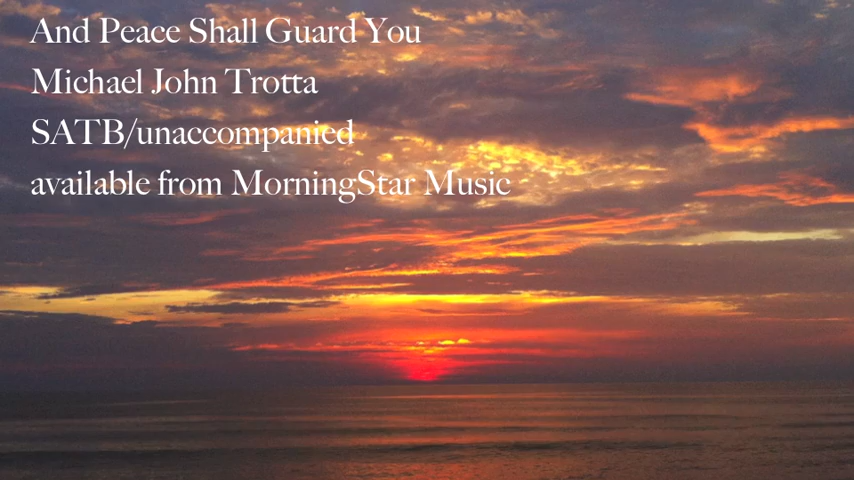 And Peace Shall Guard You
Michael John Trotta
SATB/unaccompanied
available from MorningStar Music